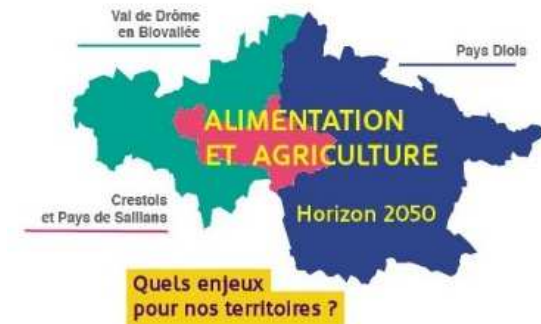 Val de Drôme
en Biovallée
Pays Diois
ALIMENTATION
ET AGRICULTURE
Horizon 2050
Crestois
et Pays de Saillans
Quels enjeux
pour nos territoires ?